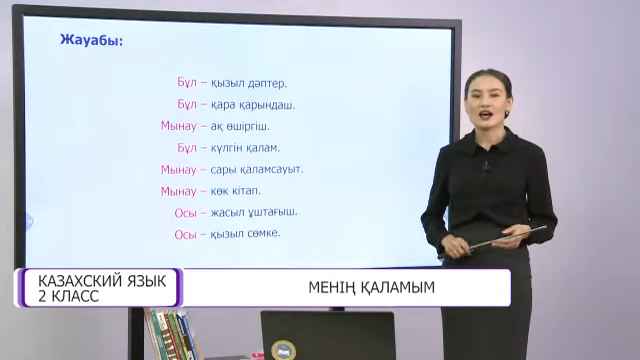 Жауабы:
Бұл – қызыл дәптер.
Бұл – қара қарындаш.
Мынау – ақ өшіргіш.
Бұл – күлгін қалам.
Мынау – сары қаламсауыт.
Мынау – көк кітап.
Осы – жасыл ұштағыш.
Осы – қызыл сөмке.
КАЗАХСКИЙ ЯЗЫК
2 КЛАСС
МЕНІҢ ҚАЛАМЫМ